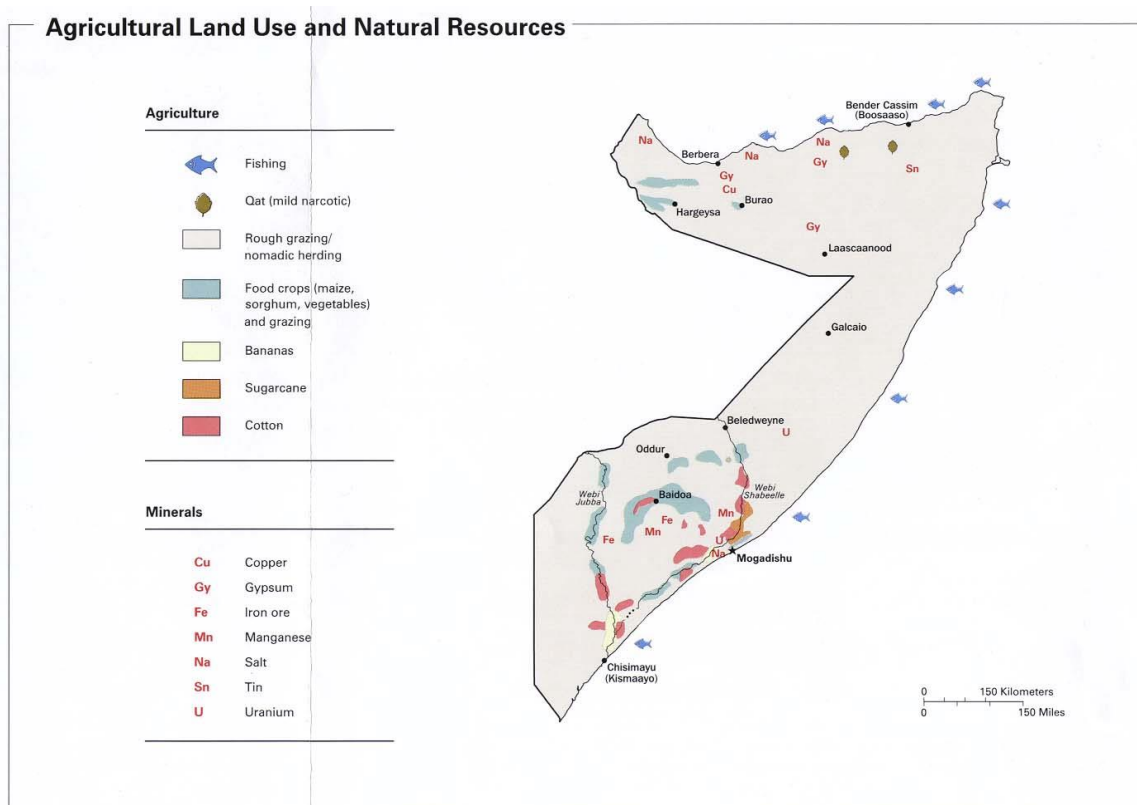 Agricultural Land Use and Natural Resources
Agriculture
Fishing
Qat (mild narcotic)
Rough grazing/
nomadic herding
Food crops (maize,
sorghum, vegetables)
and grazing
Bananas
Sugarcane
Cotton
Minerals
Cu Copper
Gy Gypsum
Fe Iron ore
Mn Manganese
Na Salt
Sn Tin
U Uranium
Bender Cassim
(Boosaaso)
Na
Na
Berbera
Na
Gy
Sn
Gy
Cu
Burao
Hargeysa
Gy
Laascaanood
Galcaio
Beledweyne
U
Oddur
Webi
Jubba
Baidoa
Webi
Shabeelle
Mn
Fe
Mn
Fe
U
Na
Mogadishu
Chisimayu
(Kismaayo)
0 150 Kilometers
0 150 Miles